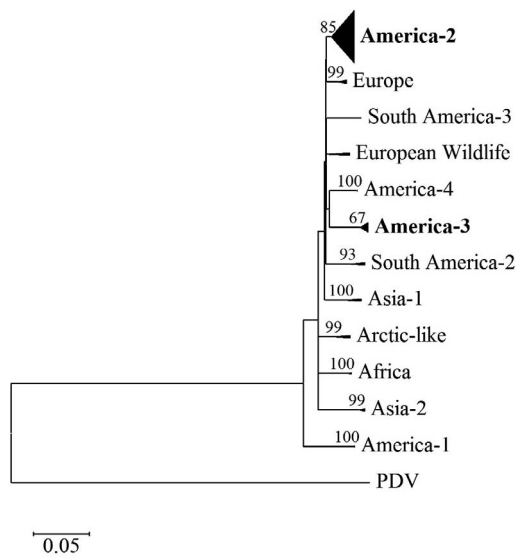 85
America-2
99
Europe
South America-3
European Wildlife
100
America-4
67
America-3
93
South America-2
100
Asia-1
99
Arctic-like
100
Africa
99
Asia-2
100
America-1
PDV
0.05